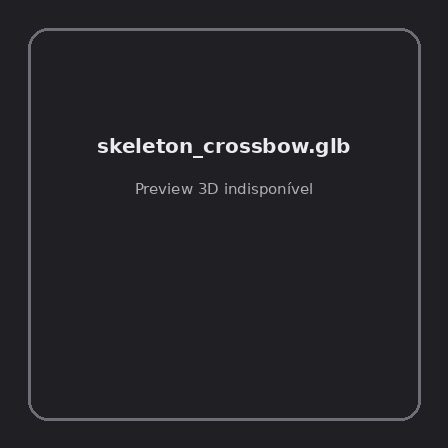 skeleton_crossbow.glb
Preview 3D indisponível